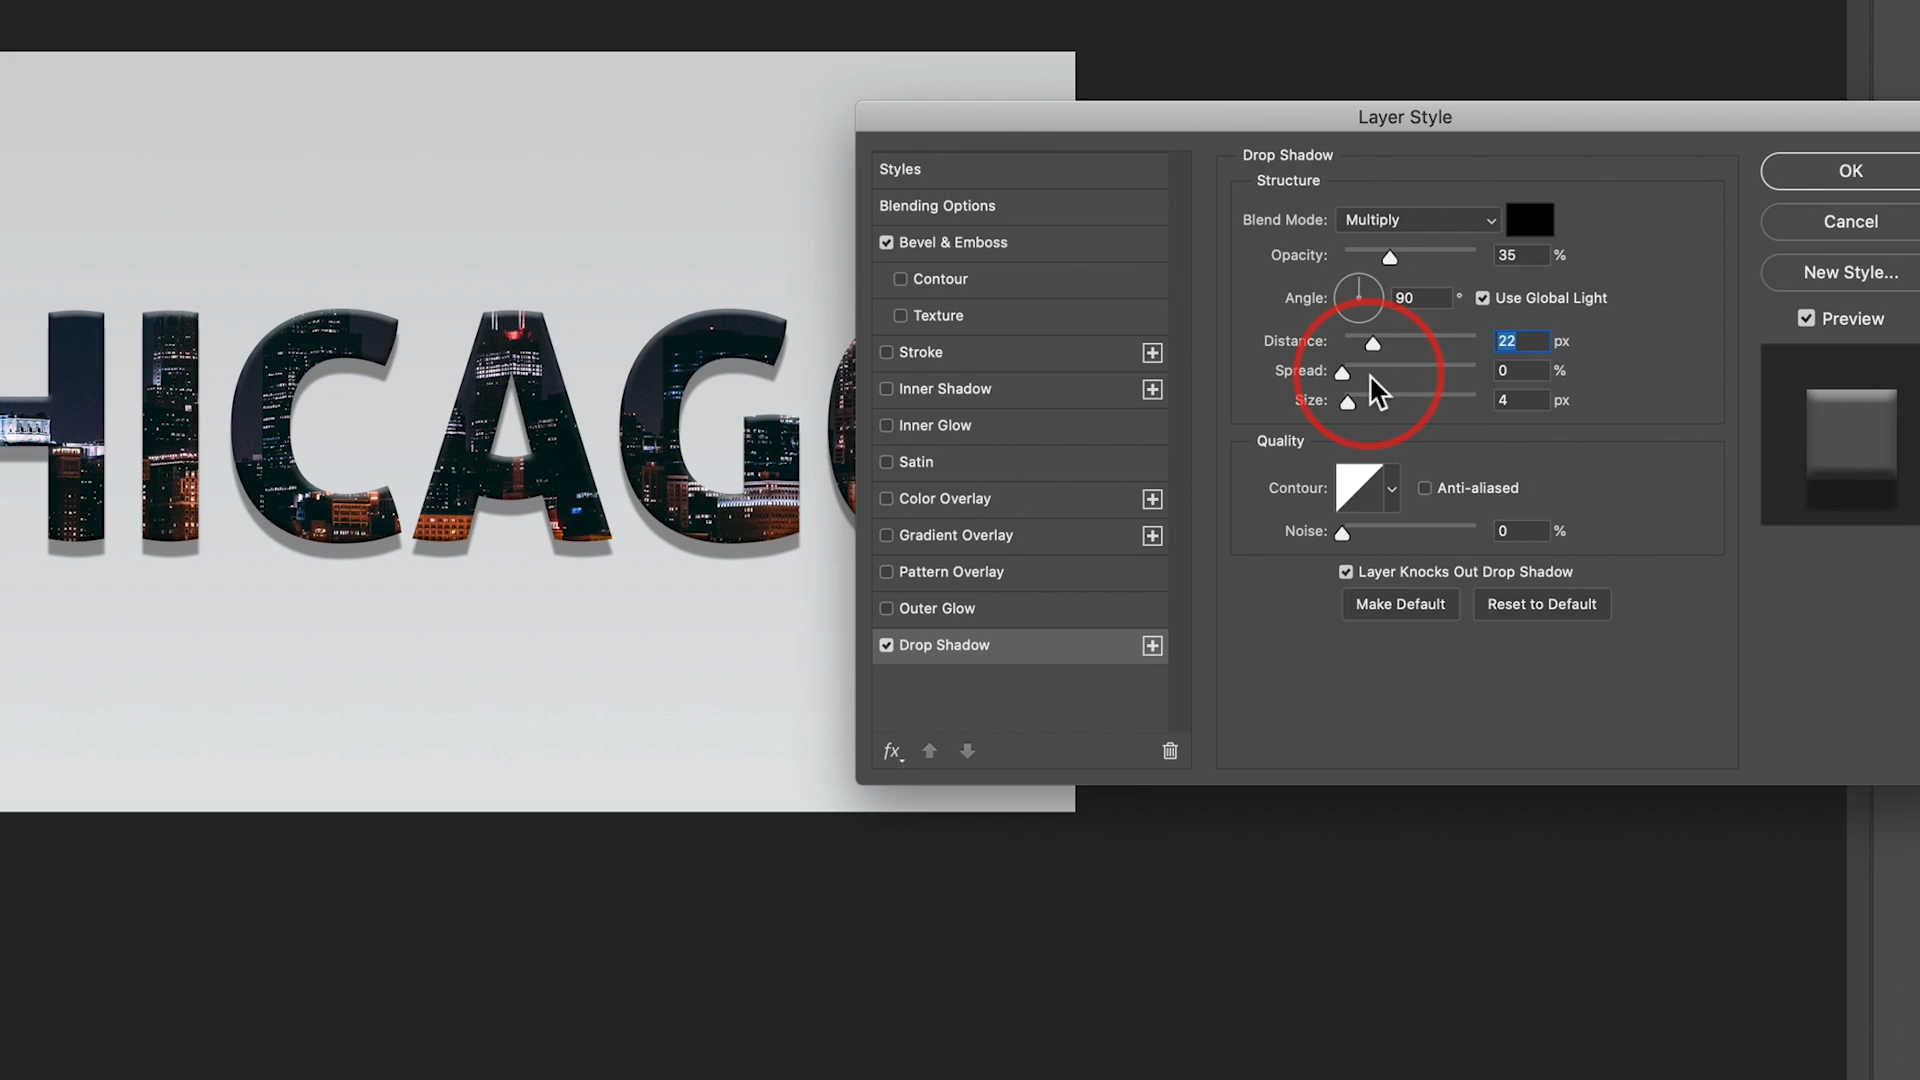 Layer Style
Styles
Blending Options
Bevel & Emboss
Contour
Texture
Stroke
Inner Shadow
Inner Glow
Satin
Color Overlay
Gradient Overlay
Pattern Overlay
Outer Glow
Drop Shadow
fx
Drop Shadow
Structure
Blend Mode: Multiply
Opacity: 35 %
Angle: 90 ° Use Global Light
Distance: 22 px
Spread: 0 %
Size: 4 px
Quality
Contour: Anti-aliased
Noise: 0 %
Layer Knocks Out Drop Shadow
Make Default Reset to Default
OK
Cancel
New Style...
Preview
HICAGO